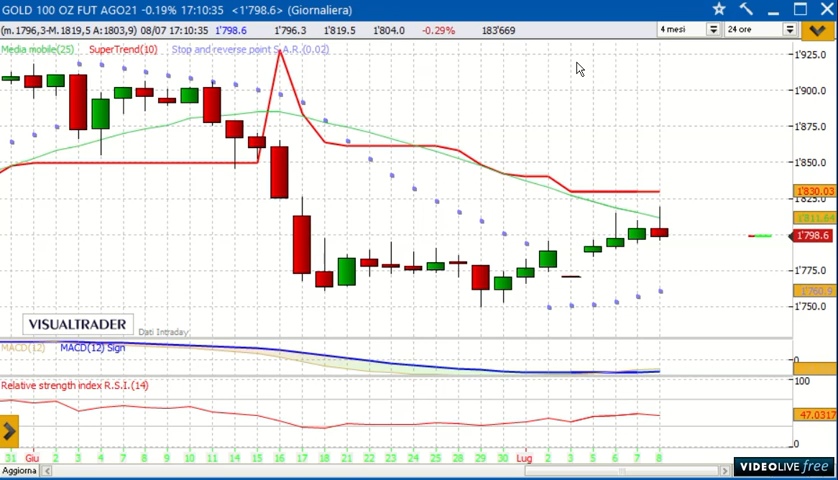 GOLD 100 OZ FUT AGO21 -0.19% 17:10:35 <1'798.6> (Giornaliera)
(m.1796,3-M.1819,5 A:1803,9) 08/07 17:10:35 1'798.6 1'796.3 1'819.5 1'804.0 -0.29% 183'669 4 mesi 24 ore
Media mobile(25) SuperTrend(10) Stop and reverse point S.A.R.(0,02)
1'925.0
1'900.0
1'875.0
1'850.0
1'830.03
1'825.0
1'811.64
1'798.6
1'775.0
1'760.9
1'750.0
VISUALTRADER
Dati Intraday
MACD(12) MACD(12) Sign
0
Relative strength index R.S.I.(14)
100
47.0317
0
31 Giu 2 3 4 7 8 9 10 11 14 15 16 17 18 21 22 23 24 25 28 29 30 Lug 2 3 5 6 7 8
Aggiorna
VIDEOLIVE free